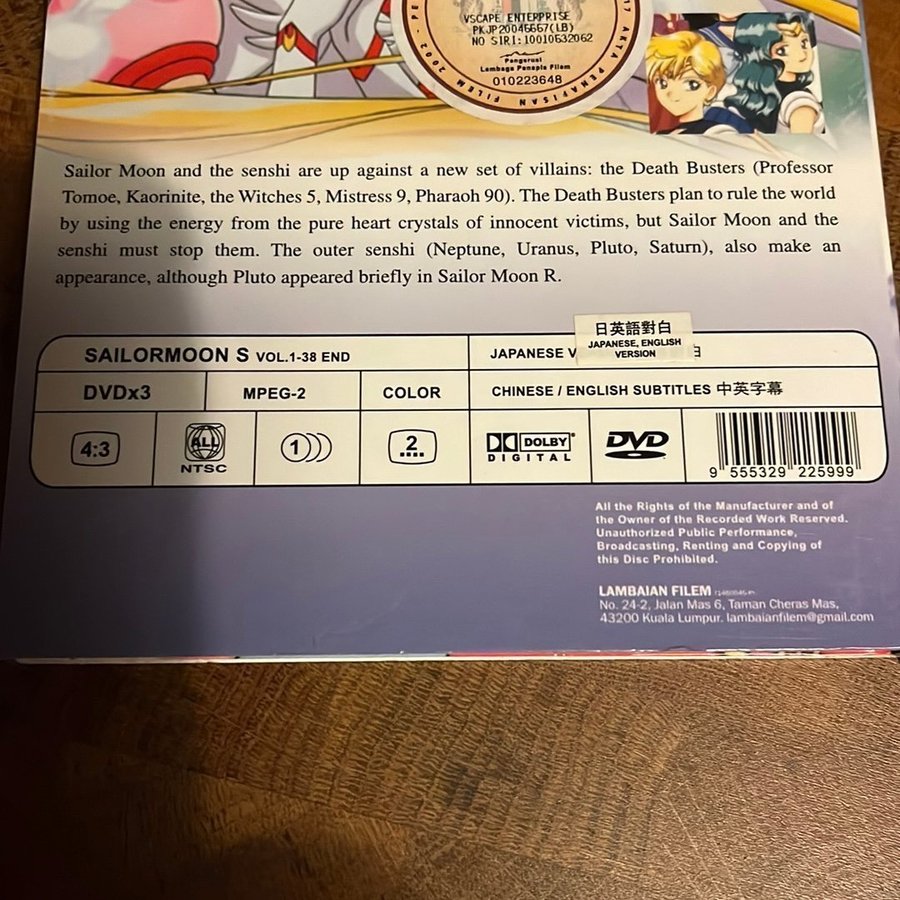 VSCAPE ENTERPRISE
PKJP20046667(LB)
NO SIRI:10010632062
Pengerusi
Lembaga Penapis Filem
010223648
AKTA PENAPISAN FILEM 2002
Sailor Moon and the senshi are up against a new set of villains: the Death Busters (Professor
Tomoe, Kaorinite, the Witches 5, Mistress 9, Pharaoh 90). The Death Busters plan to rule the world
by using the energy from the pure heart crystals of innocent victims, but Sailor Moon and the
senshi must stop them. The outer senshi (Neptune, Uranus, Pluto, Saturn), also make an
appearance, although Pluto appeared briefly in Sailor Moon R.
SAILORMOON S VOL.1-38 END
JAPANESE V
日英語對白
JAPANESE, ENGLISH
VERSION
白
DVDx3
MPEG-2
COLOR
CHINESE / ENGLISH SUBTITLES 中英字幕
4:3
ALL
NTSC
1
2
DOLBY
DIGITAL
DVD
9 555329 225999
All the Rights of the Manufacturer and of
the Owner of the Recorded Work Reserved.
Unauthorized Public Performance,
Broadcasting, Renting and Copying of
this Disc Prohibited.
LAMBAIAN FILEM
No. 24-2, Jalan Mas 6, Taman Cheras Mas,
43200 Kuala Lumpur. lambaianfilem@gmail.com